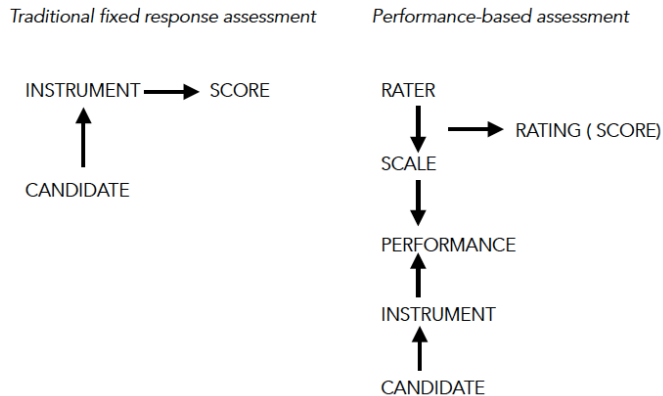 Traditional fixed response assessment
INSTRUMENT
SCORE
CANDIDATE
Performance-based assessment
RATER
RATING ( SCORE)
SCALE
PERFORMANCE
INSTRUMENT
CANDIDATE